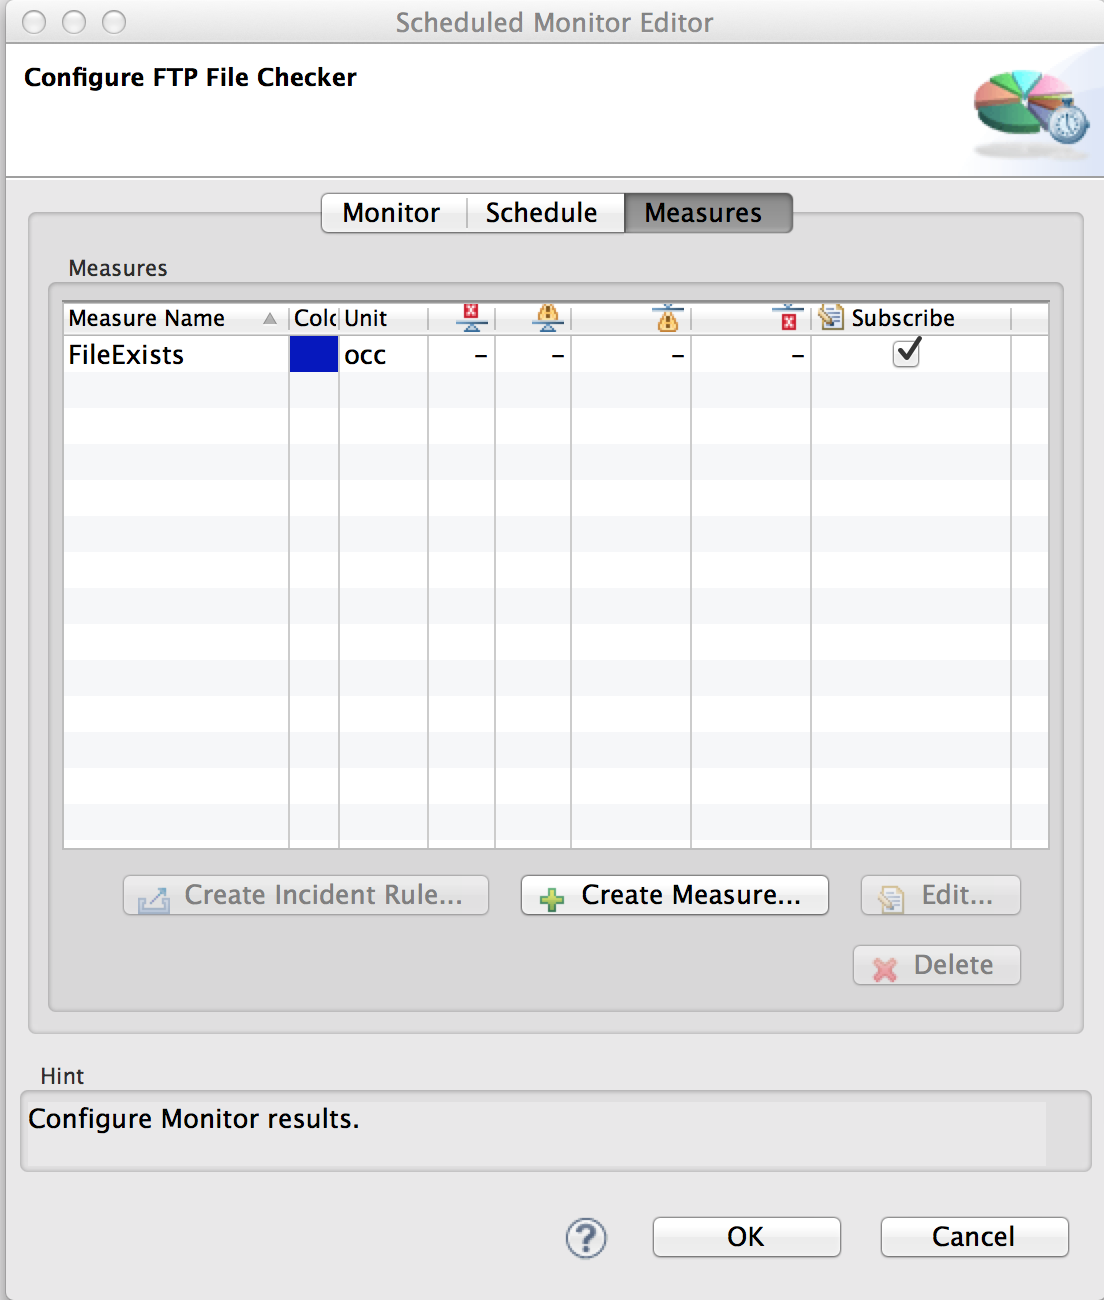 Scheduled Monitor Editor
Configure FTP File Checker
Monitor Schedule Measures
Measures
Measure Name Colc Unit Subscribe
FileExists occ – – – –
Create Incident Rule... Create Measure... Edit...
Delete
Hint
Configure Monitor results.
? OK Cancel